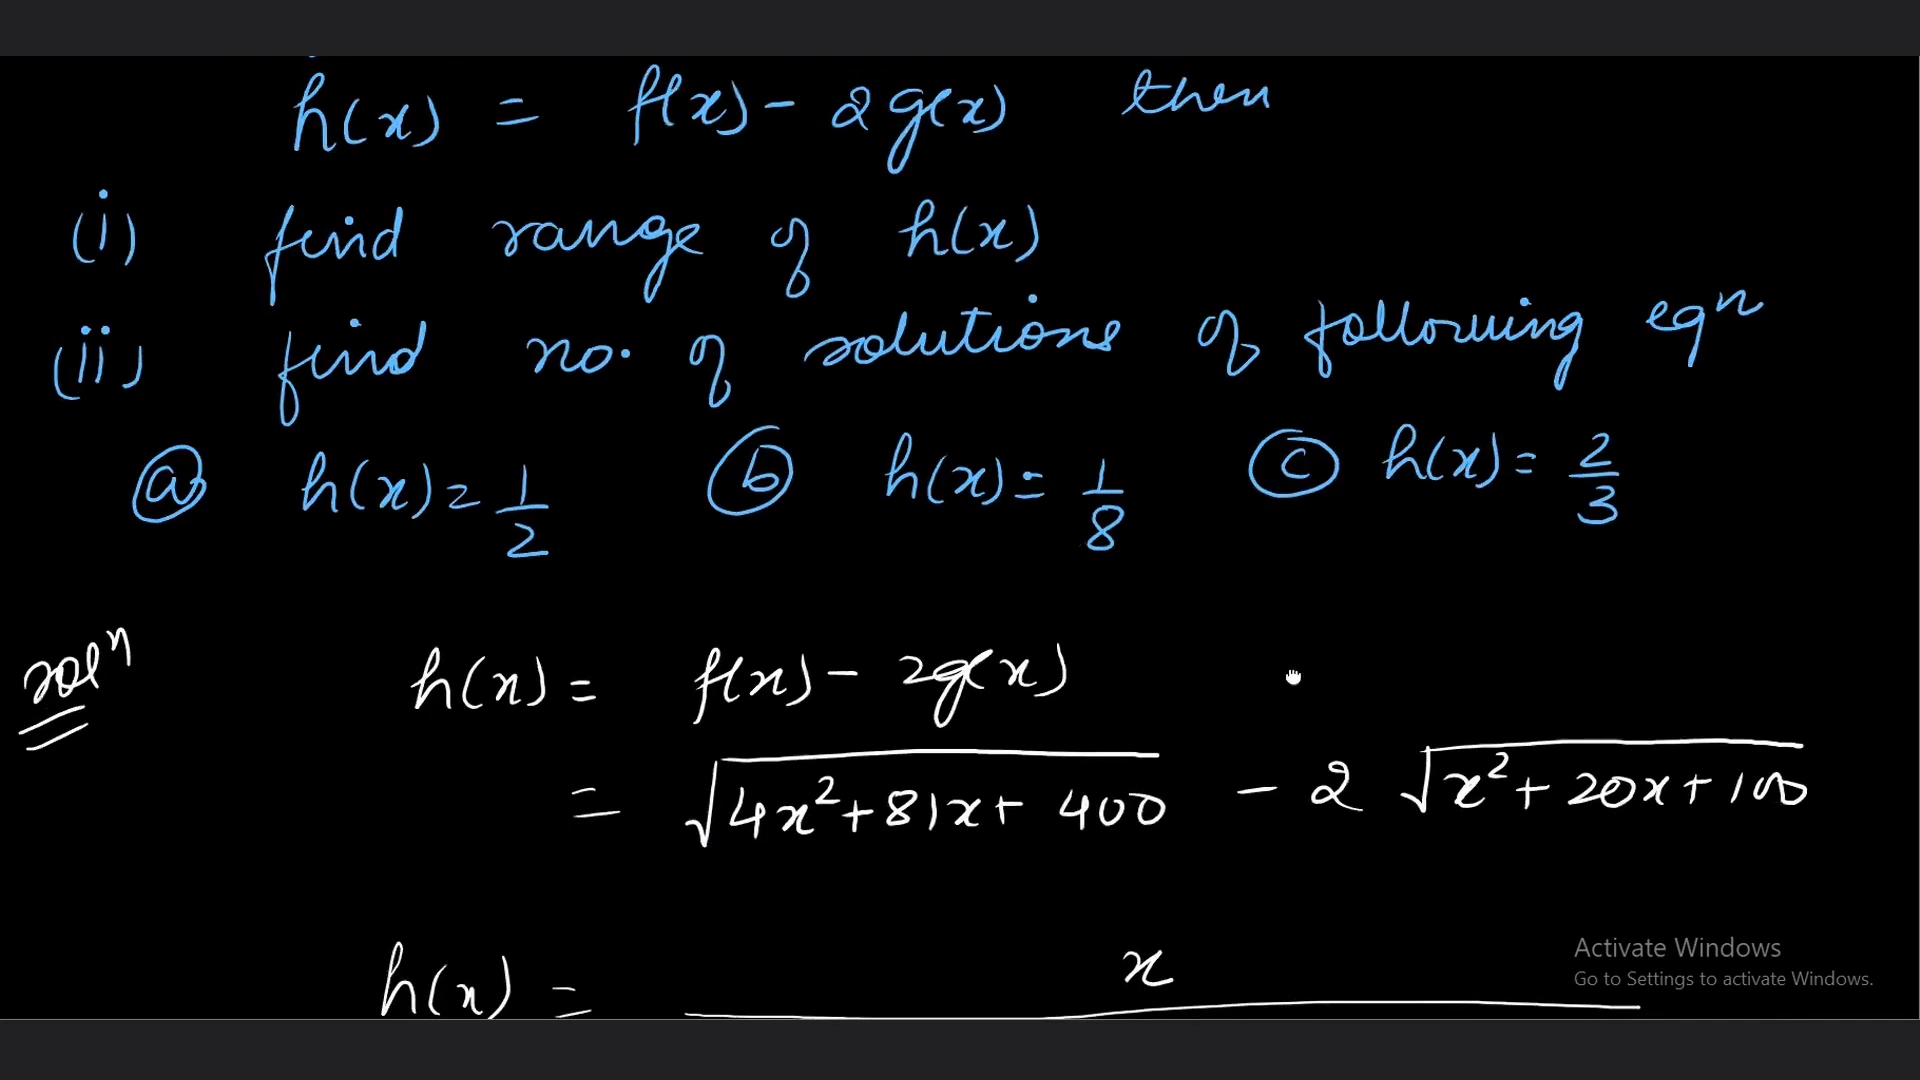 h(x) = f(x) - 2g(x) then
(i) find range of h(x)
(ii) find no. of solutions of following eqⁿ
ⓐ h(x) = 1/2 ⓑ h(x) = 1/8 ⓒ h(x) = 2/3
solⁿ h(x) = f(x) - 2g(x)
= √(4x²+81x+400) - 2√(x²+20x+100)
h(x) = x
Activate Windows
Go to Settings to activate Windows.